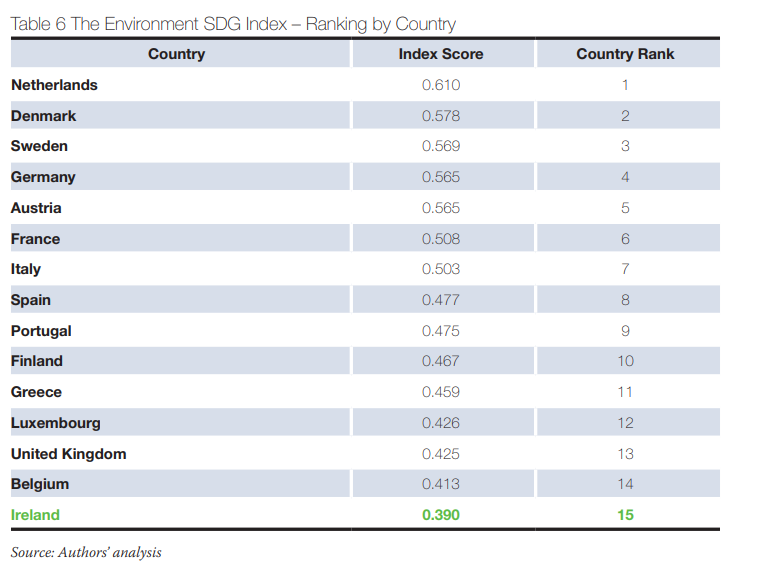 Table 6 The Environment SDG Index – Ranking by Country
Country Index Score Country Rank
Netherlands 0.610 1
Denmark 0.578 2
Sweden 0.569 3
Germany 0.565 4
Austria 0.565 5
France 0.508 6
Italy 0.503 7
Spain 0.477 8
Portugal 0.475 9
Finland 0.467 10
Greece 0.459 11
Luxembourg 0.426 12
United Kingdom 0.425 13
Belgium 0.413 14
Ireland 0.390 15
Source: Authors’ analysis